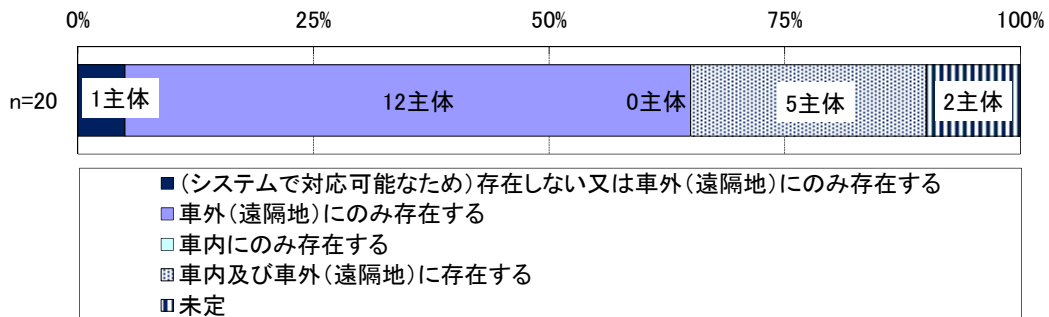 0% 25% 50% 75% 100%
n=20 1主体 12主体 0主体 5主体 2主体
(システムで対応可能なため)存在しない又は車外(遠隔地)にのみ存在する
車外(遠隔地)にのみ存在する
車内にのみ存在する
車内及び車外(遠隔地)に存在する
未定